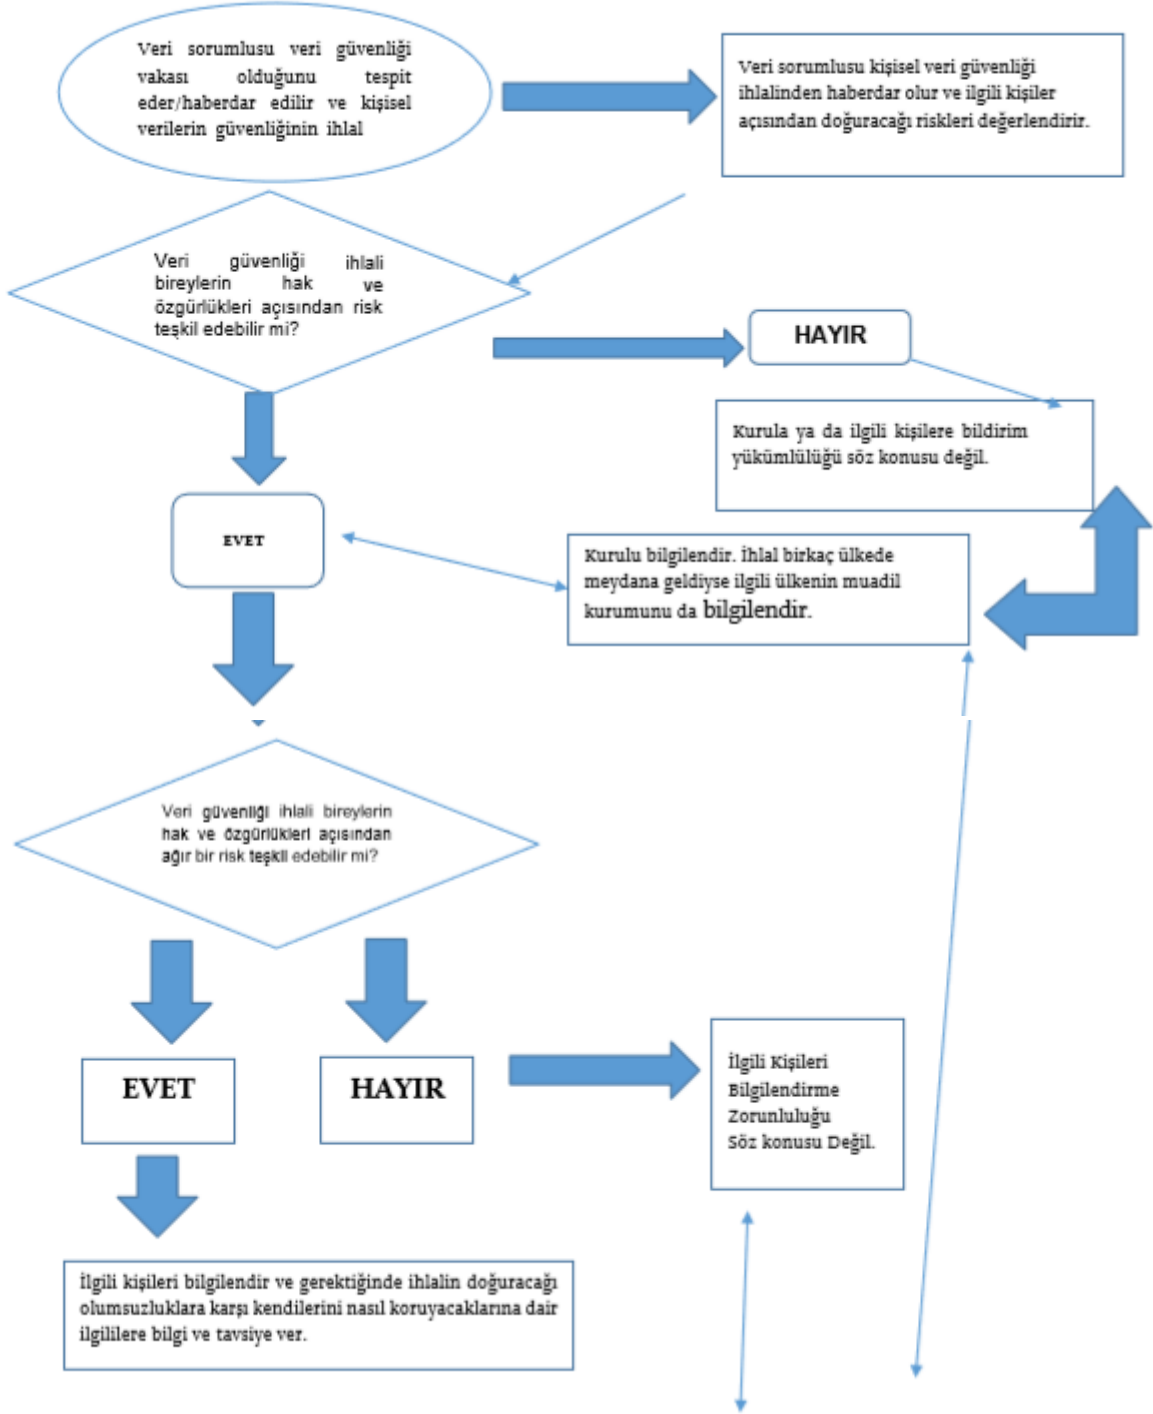 Veri sorumlusu veri güvenliği
vakası olduğunu tespit
eder/haberdar edilir ve kişisel
verilerin güvenliğinin ihlal
Veri sorumlusu kişisel veri güvenliği
ihlalinden haberdar olur ve ilgili kişiler
açısından doğuracağı riskleri değerlendirir.
Veri güvenliği ihlali
bireylerin hak ve
özgürlükleri açısından risk
teşkil edebilir mi?
HAYIR
Kurula ya da ilgili kişilere bildirim
yükümlülüğü söz konusu değil.
EVET
Kurulu bilgilendir. İhlal birkaç ülkede
meydana geldiyse ilgili ülkenin muadil
kurumunu da bilgilendir.
Veri güvenliği ihlali bireylerin
hak ve özgürlükleri açısından
ağır bir risk teşkil edebilir mi?
EVET
HAYIR
İlgili Kişileri
Bilgilendirme
Zorunluluğu
Söz konusu Değil.
İlgili kişileri bilgilendir ve gerektiğinde ihlalin doğuracağı
olumsuzluklara karşı kendilerini nasıl koruyacaklarına dair
ilgililere bilgi ve tavsiye ver.